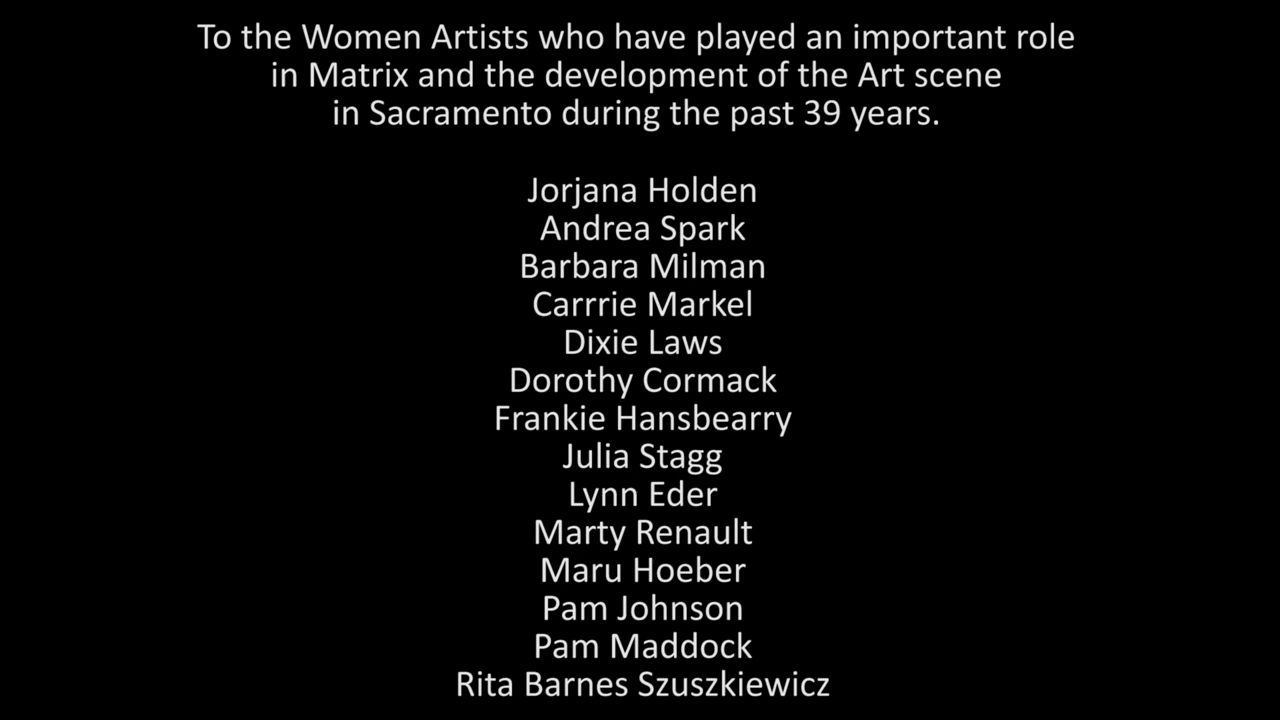 To the Women Artists who have played an important role
in Matrix and the development of the Art scene
in Sacramento during the past 39 years.
Jorjana Holden
Andrea Spark
Barbara Milman
Carrrie Markel
Dixie Laws
Dorothy Cormack
Frankie Hansbearry
Julia Stagg
Lynn Eder
Marty Renault
Maru Hoeber
Pam Johnson
Pam Maddock
Rita Barnes Szuszkiewicz